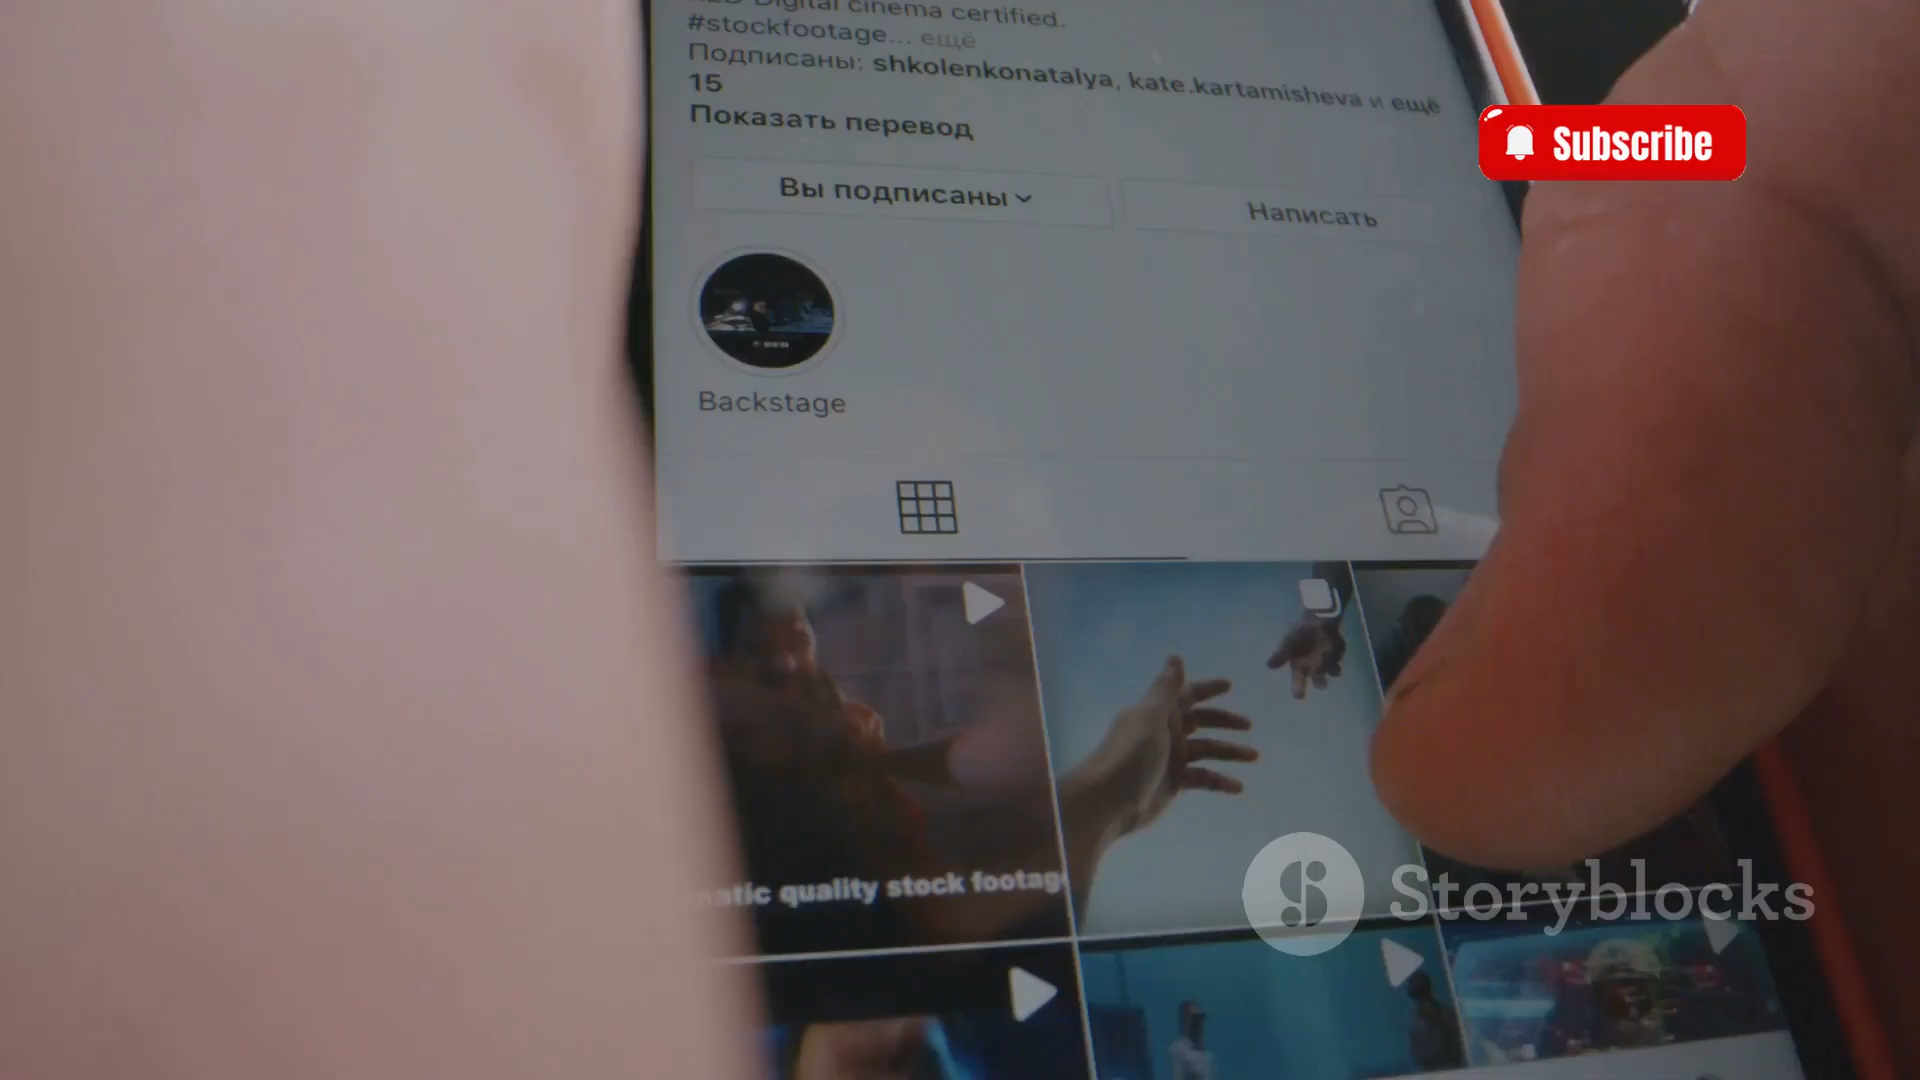 Digital cinema certified.
#stockfootage... ещё
Подписаны: shkolenkonatalya, kate.kartamisheva и ещё
15
Показать перевод
Subscribe
Вы подписаны
Написать
Backstage
quality stock footage
Storyblocks